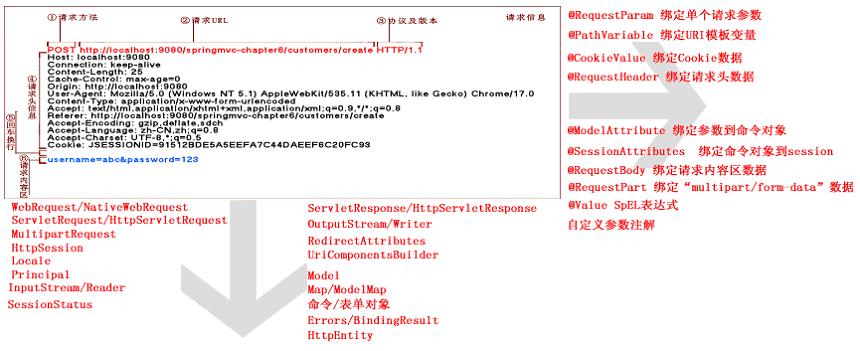 ①请求方法 ②请求URL ③协议及版本 请求信息
POST http://localhost:9080/springmvc-chapter6/customers/create HTTP/1.1
Host: localhost:9080
Connection: keep-alive
Content-Length: 25
Cache-Control: max-age=0
Origin: http://localhost:9080
User-Agent: Mozilla/5.0 (Windows NT 5.1) AppleWebKit/535.11 (KHTML, like Gecko) Chrome/17.0
Content-Type: application/x-www-form-urlencoded
Accept: text/html,application/xhtml+xml,application/xml;q=0.9,*/*;q=0.8
Referer: http://localhost:9080/springmvc-chapter6/customers/create
Accept-Encoding: gzip,deflate,sdch
Accept-Language: zh-CN,zh;q=0.8
Accept-Charset: UTF-8,*;q=0.5
Cookie: JSESSIONID=91512BDE5A5EEFA7C44DAEEF6C20FC93
④请求头信息
⑤回车换行
⑥请求内容区
username=abc&password=123
@RequestParam 绑定单个请求参数
@PathVariable 绑定URI模板变量
@CookieValue 绑定Cookie数据
@RequestHeader 绑定请求头数据
@ModelAttribute 绑定参数到命令对象
@SessionAttributes 绑定命令对象到session
@RequestBody 绑定请求内容区数据
@RequestPart 绑定“multipart/form-data”数据
@Value SpEL表达式
自定义参数注解
WebRequest/NativeWebRequest
ServletRequest/HttpServletRequest
MultipartRequest
HttpSession
Locale
Principal
InputStream/Reader
SessionStatus
ServletResponse/HttpServletResponse
OutputStream/Writer
RedirectAttributes
UriComponentsBuilder
Model
Map/ModelMap
命令/表单对象
Errors/BindingResult
HttpEntity